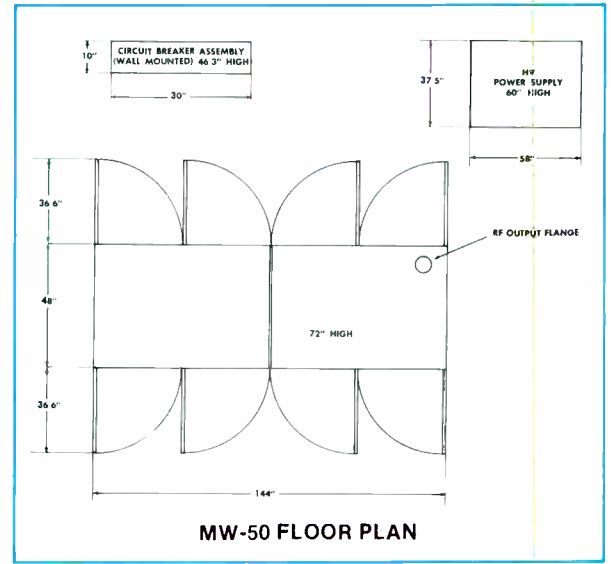 10"
CIRCUIT BREAKER ASSEMBLY
(WALL MOUNTED) 46 3" HIGH
30"
37 5"
HV
POWER SUPPLY
60" HIGH
58"
36 6"
RF OUTPUT FLANGE
48"
72" HIGH
36 6"
144"
MW-50 FLOOR PLAN